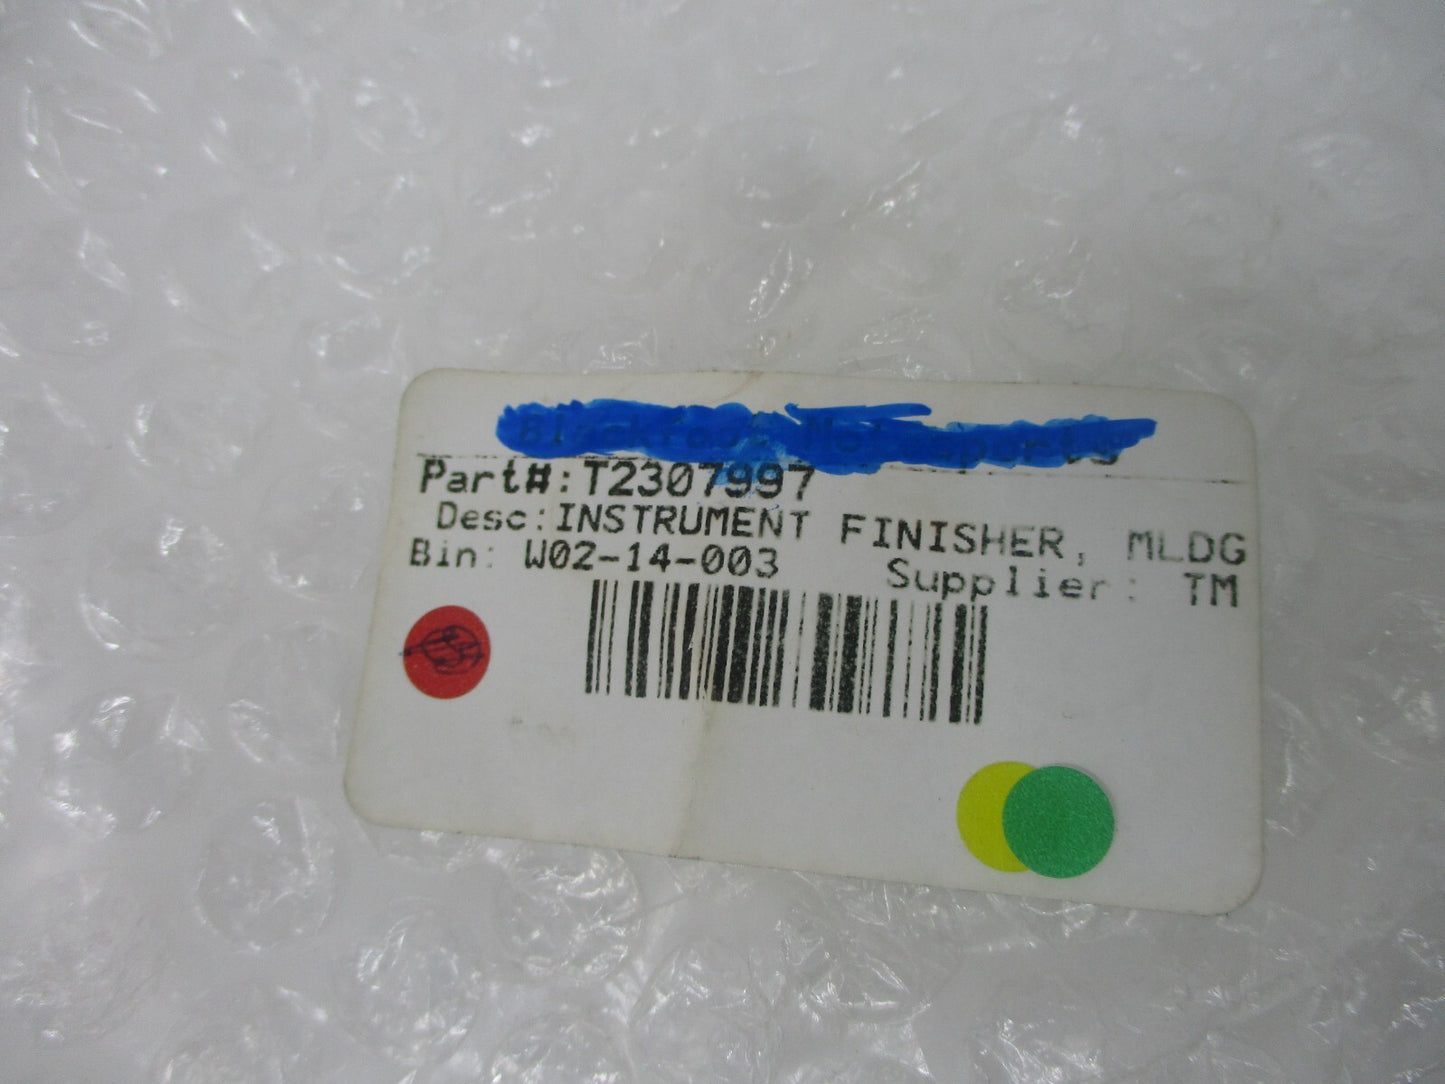 Part#:T2307997
Desc:INSTRUMENT FINISHER, MLDG
Bin: W02-14-003 Supplier: TM